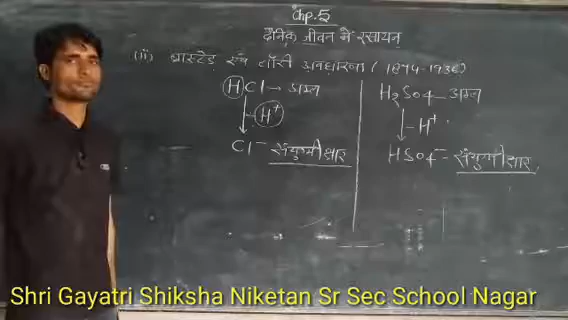 Chp. 5
दैनिक जीवन में रसायन
(ii) ब्रास्टेड एवं लॉरी अवधारणा (1874-1936)
HCl → अम्ल
-H⁺
Cl⁻ संयुग्मी क्षार
H₂SO₄ → अम्ल
-H⁺
HSO₄⁻ - संयुग्मी क्षार
Shri Gayatri Shiksha Niketan Sr Sec School Nagar